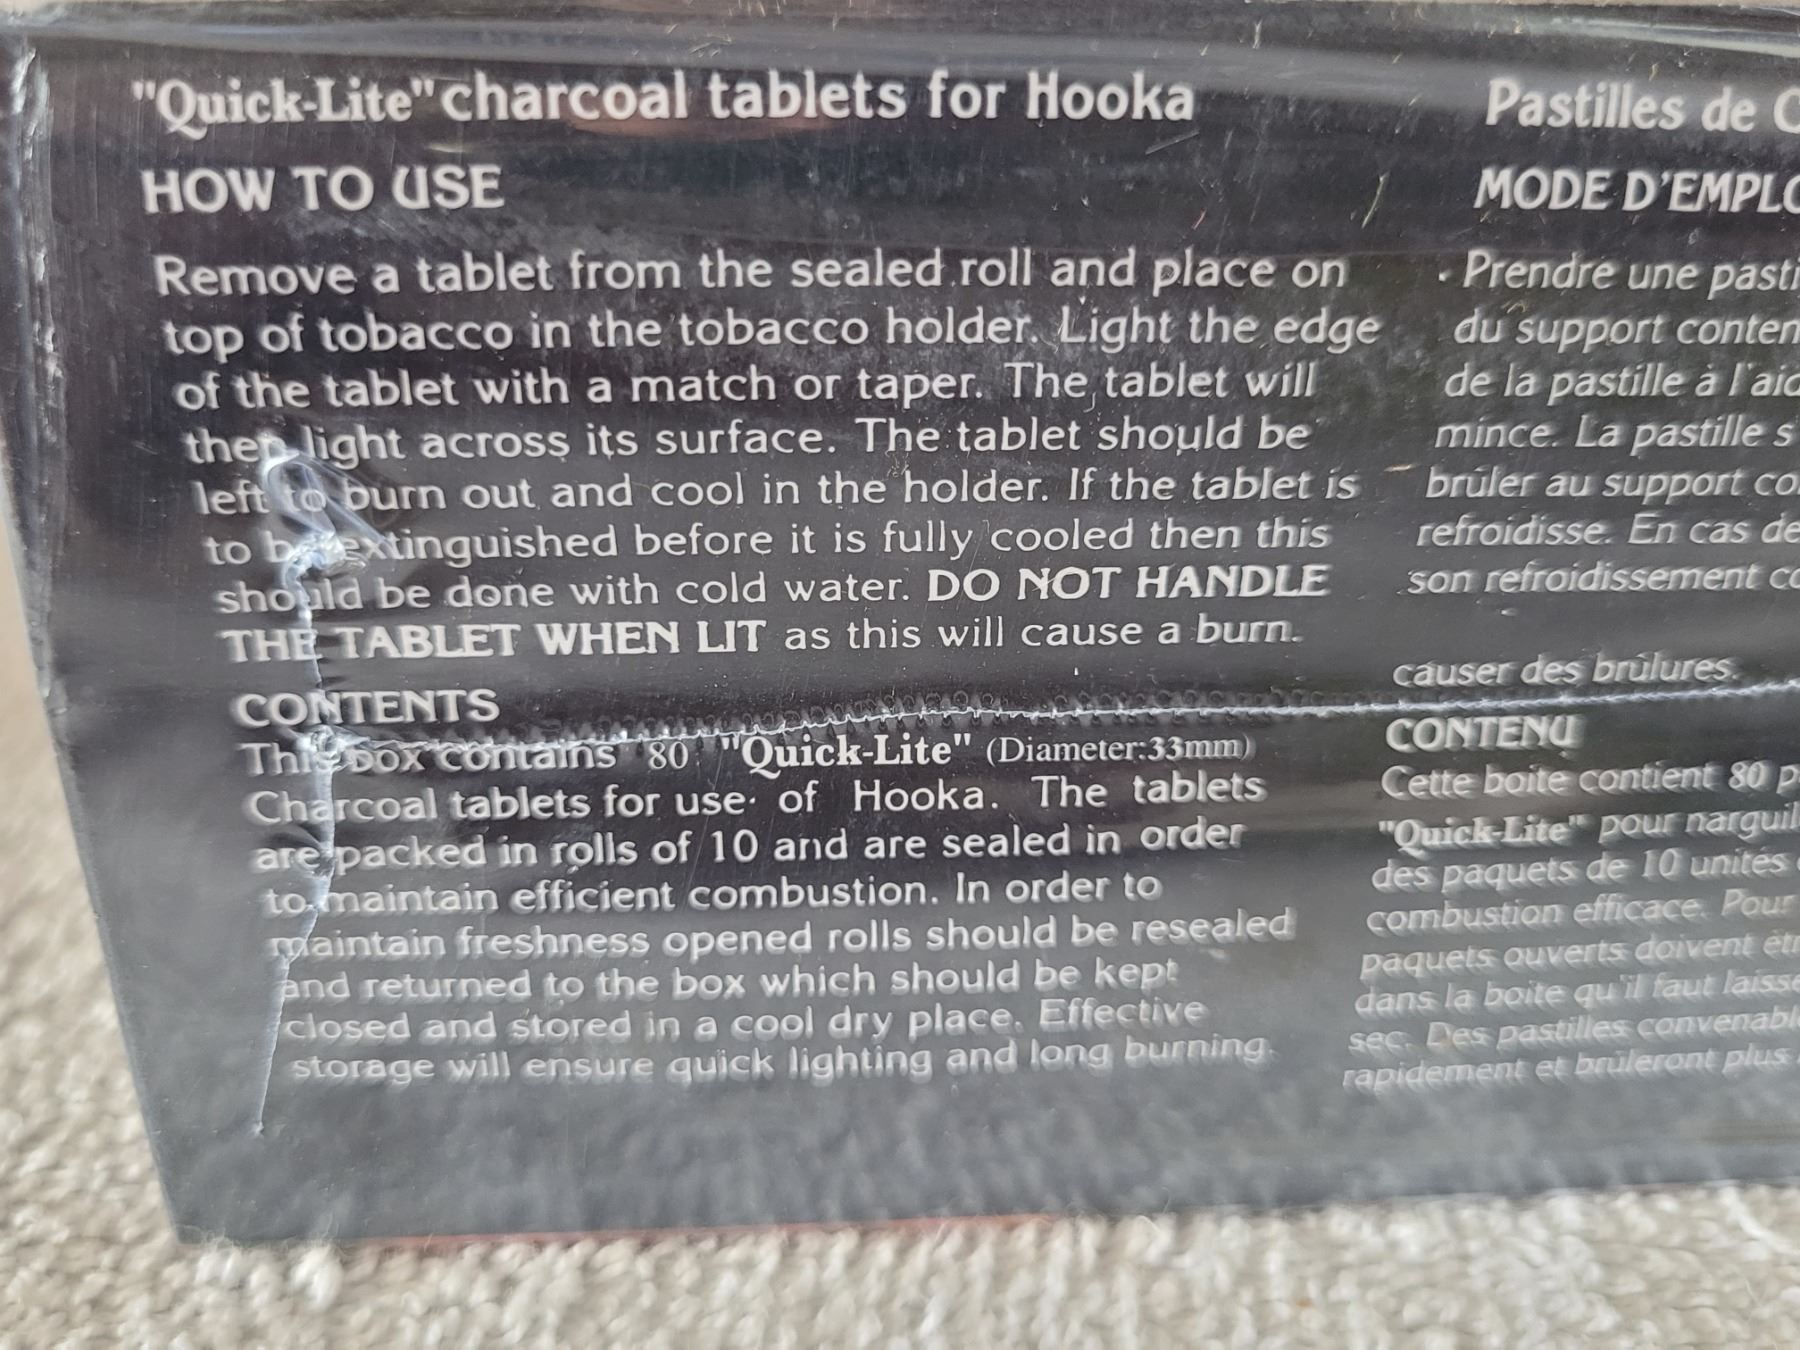 "Quick-Lite" charcoal tablets for Hooka
HOW TO USE
Remove a tablet from the sealed roll and place on
top of tobacco in the tobacco holder. Light the edge
of the tablet with a match or taper. The tablet will
then light across its surface. The tablet should be
left to burn out and cool in the holder. If the tablet is
to be extinguished before it is fully cooled then this
should be done with cold water. DO NOT HANDLE
THE TABLET WHEN LIT as this will cause a burn.
CONTENTS
This box contains 80 "Quick-Lite" (Diameter:33mm)
Charcoal tablets for use of Hooka. The tablets
are packed in rolls of 10 and are sealed in order
to maintain efficient combustion. In order to
maintain freshness opened rolls should be resealed
and returned to the box which should be kept
closed and stored in a cool dry place. Effective
storage will ensure quick lighting and long burning.
Pastilles de C
MODE D'EMPLO
Prendre une pasti
du support conten
de la pastille à l'aid
mince. La pastille s
brûler au support co
refroidisse. En cas de
son refroidissement co
causer des brûlures.
CONTENU
Cette boite contient 80 p
"Quick-Lite" pour narguil
des paquets de 10 unités
combustion efficace. Pour
paquets ouverts doivent êtr
dans la boite qu'il faut laisse
sec. Des pastilles convenabl
rapidement et brûleront plus